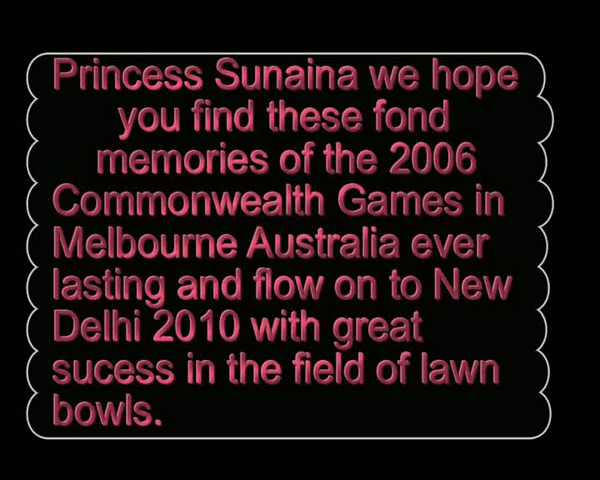 Princess Sunaina we hope
you find these fond
memories of the 2006
Commonwealth Games in
Melbourne Australia ever
lasting and flow on to New
Delhi 2010 with great
sucess in the field of lawn
bowls.